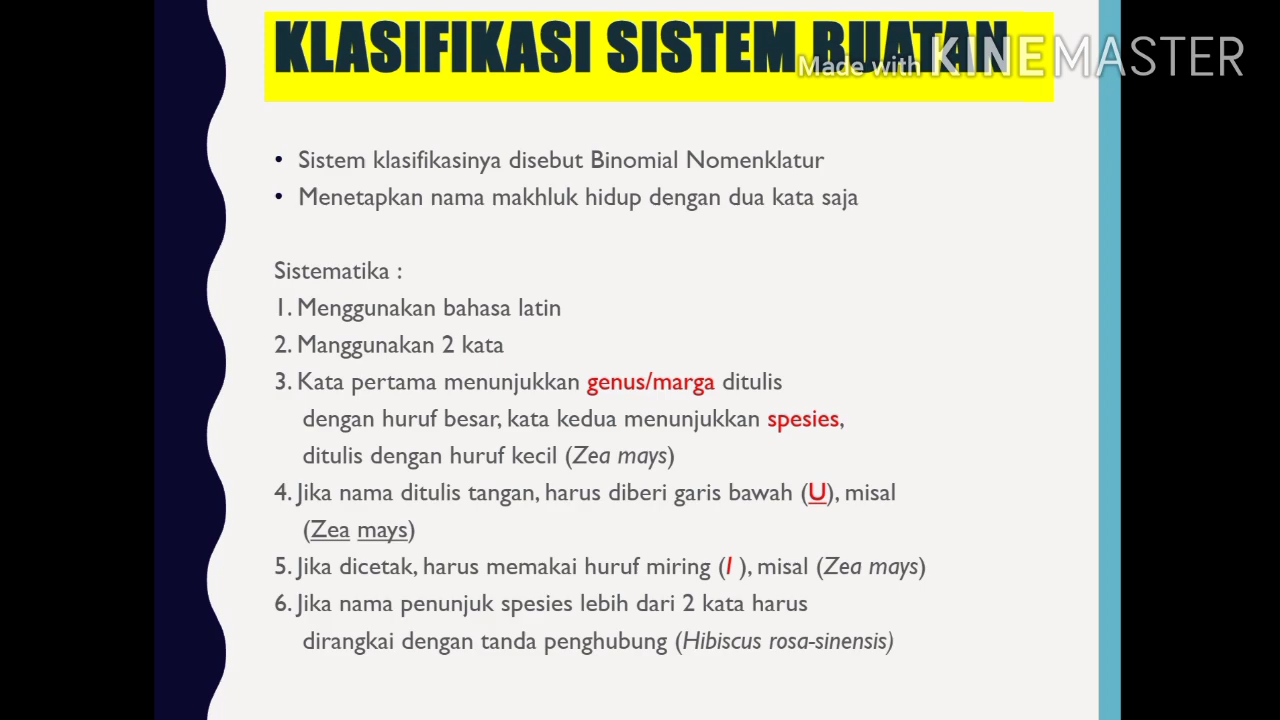 KLASIFIKASI SISTEM BUATAN
Made with KINEMASTER
• Sistem klasifikasinya disebut Binomial Nomenklatur
• Menetapkan nama makhluk hidup dengan dua kata saja
Sistematika :
1. Menggunakan bahasa latin
2. Manggunakan 2 kata
3. Kata pertama menunjukkan genus/marga ditulis
dengan huruf besar, kata kedua menunjukkan spesies,
ditulis dengan huruf kecil (Zea mays)
4. Jika nama ditulis tangan, harus diberi garis bawah (U), misal
(Zea mays)
5. Jika dicetak, harus memakai huruf miring (I ), misal (Zea mays)
6. Jika nama penunjuk spesies lebih dari 2 kata harus
dirangkai dengan tanda penghubung (Hibiscus rosa-sinensis)